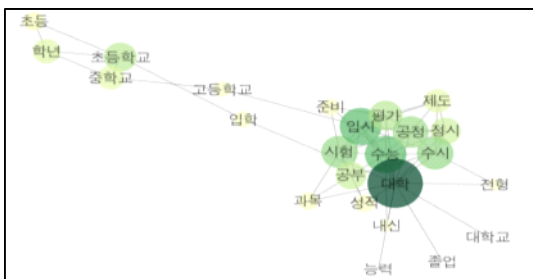 초등
학년
초등학교
중학교
고등학교
입학
준비
평가
제도
입시
공정
정시
시험
수능
수시
공부
대학
전형
과목
성적
내신
대학교
졸업
능력